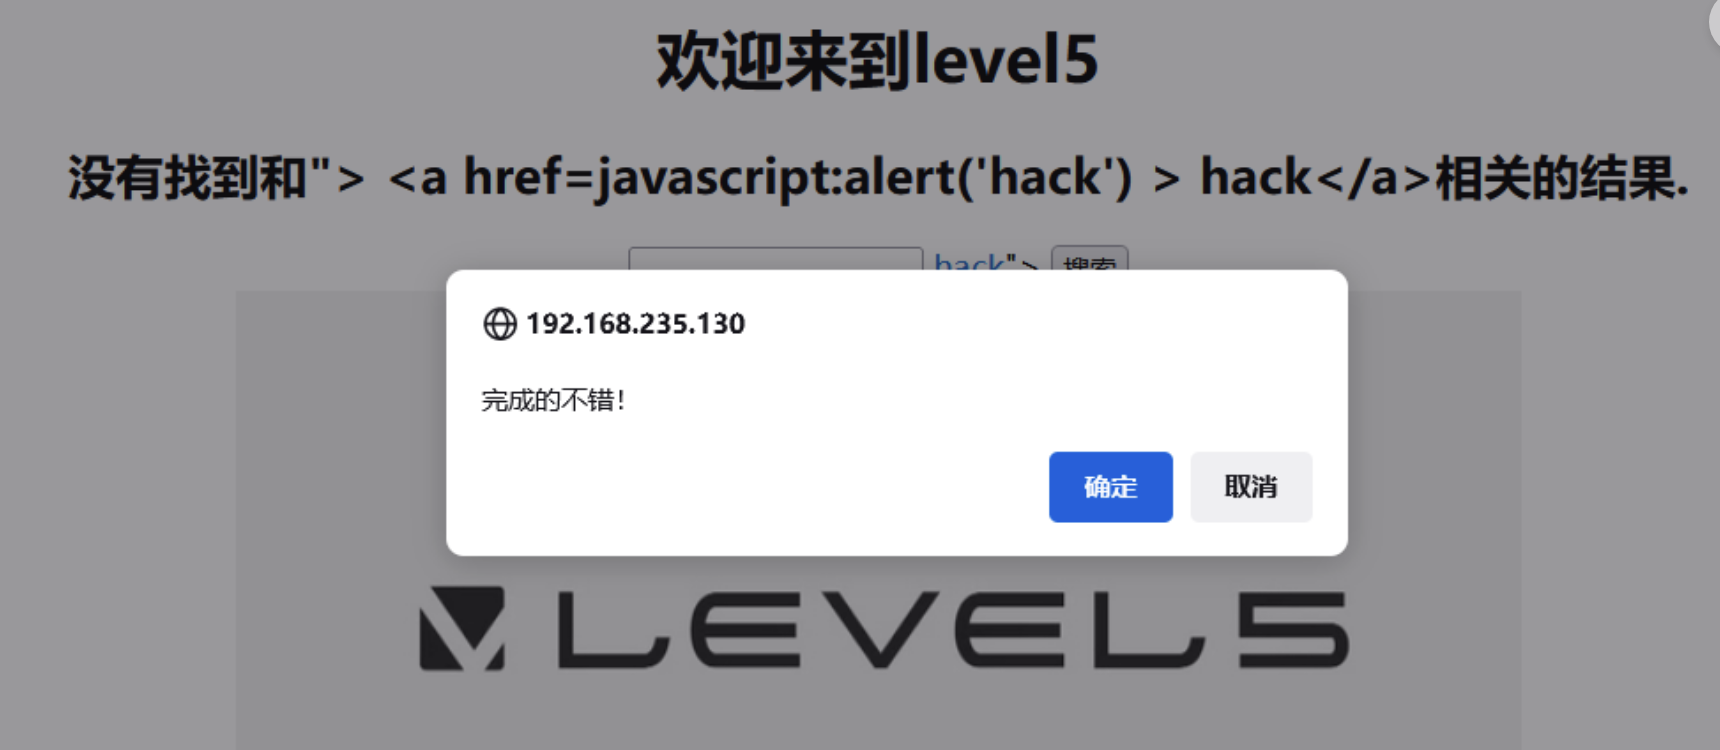 欢迎来到level5
没有找到和"> <a href=javascript:alert('hack') > hack</a>相关的结果.
hack"> 搜索
192.168.235.130
完成的不错！
确定 取消
LEVEL5